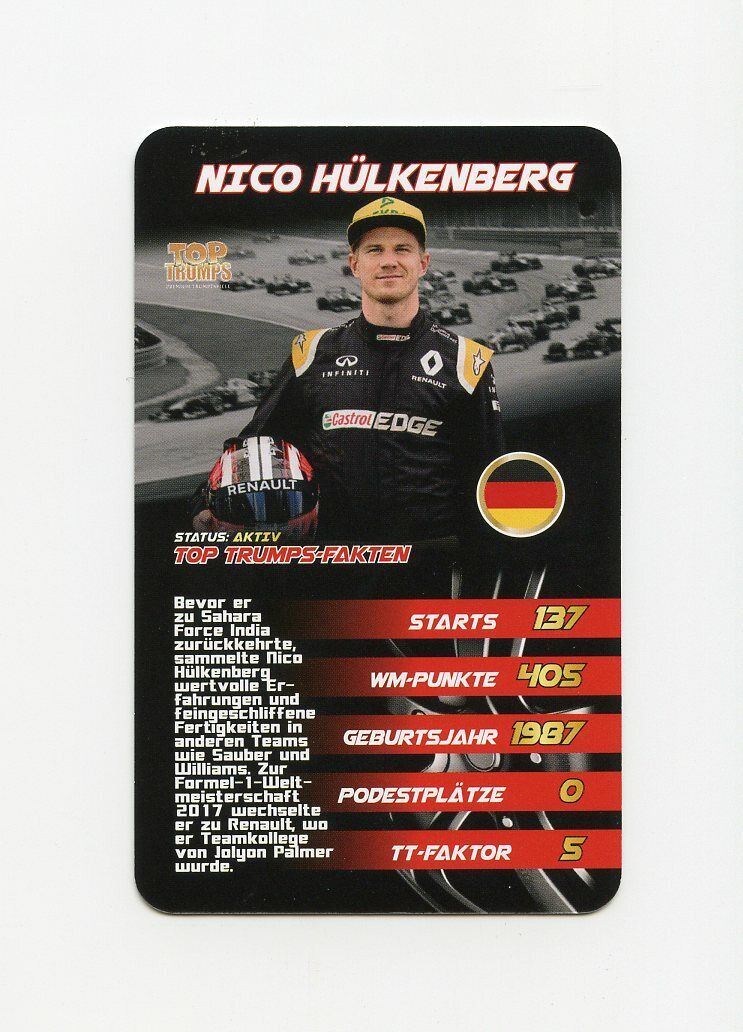 NICO HÜLKENBERG
TOP
TRUMPS
INFINITI
RENAULT
Castrol EDGE
RENAULT
STATUS: AKTIV
TOP TRUMPS-FAKTEN
Bevor er
zu Sahara
Force India
zurückkehrte,
sammelte Nico
Hülkenberg
wertvolle Er-
fahrungen und
feingeschliffene
Fertigkeiten in
anderen Teams
wie Sauber und
Williams. Zur
Formel-1-Welt-
meisterschaft
2017 wechselte
er zu Renault, wo
er Teamkollege
von Jolyon Palmer
wurde.
STARTS 137
WM-PUNKTE 405
GEBURTSJAHR 1987
PODESTPLÄTZE 0
TT-FAKTOR 5